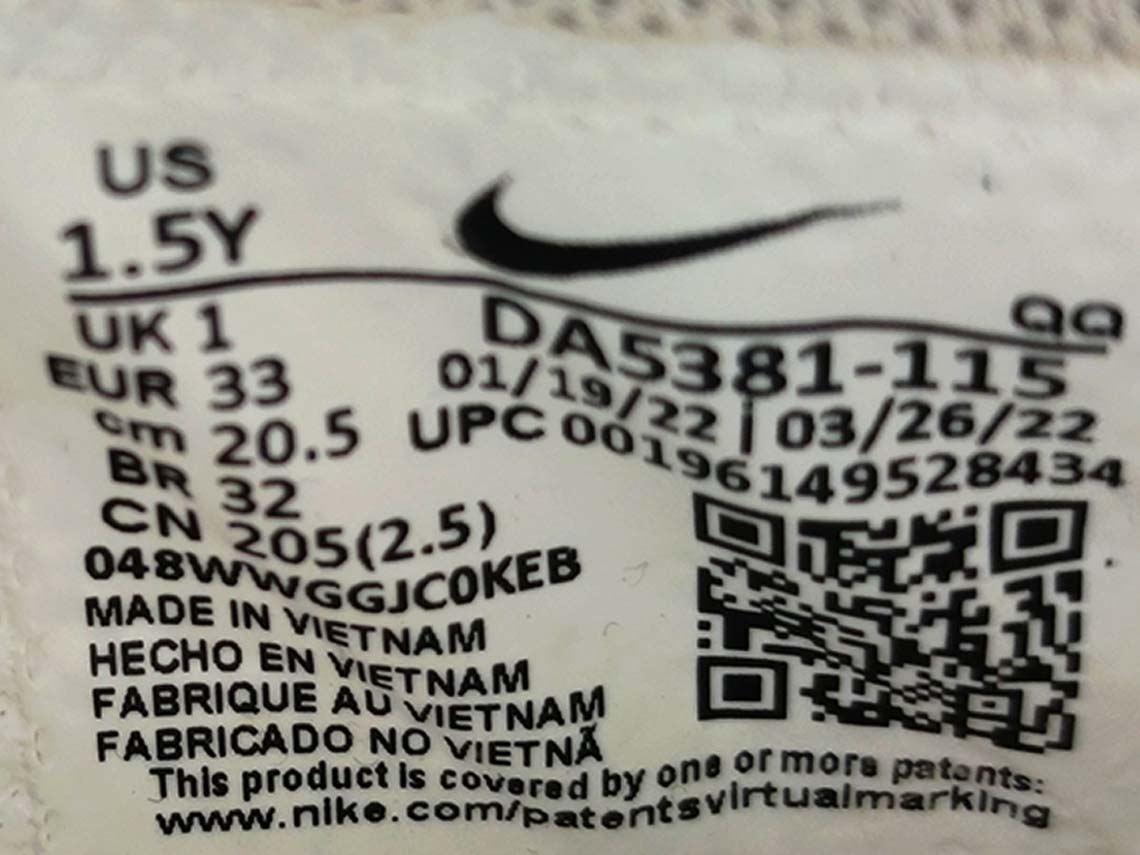 US
1.5Y
UK 1
EUR 33
cm 20.5
BR 32
CN 205(2.5)
QQ
DA5381-115
01/19/22 | 03/26/22
UPC 00196149528434
048WWGGJC0KEB
MADE IN VIETNAM
HECHO EN VIETNAM
FABRIQUE AU VIETNAM
FABRICADO NO VIETNÃ
This product is covered by one or more patents:
www.nike.com/patentsvirtualmarking